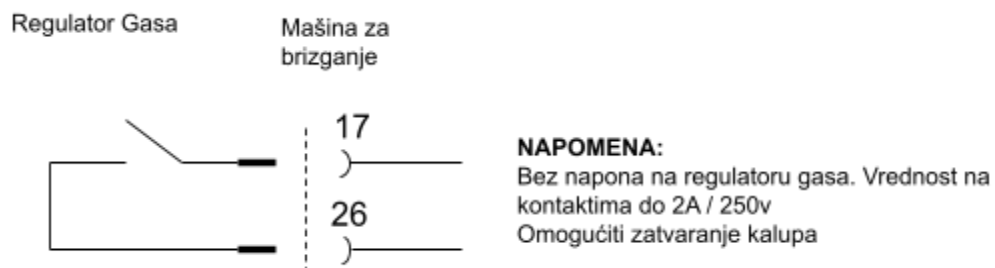 Regulator Gasa
Mašina za
brizganje
17
26
NAPOMENA:
Bez napona na regulatoru gasa. Vrednost na
kontaktima do 2A / 250v
Omogućiti zatvaranje kalupa